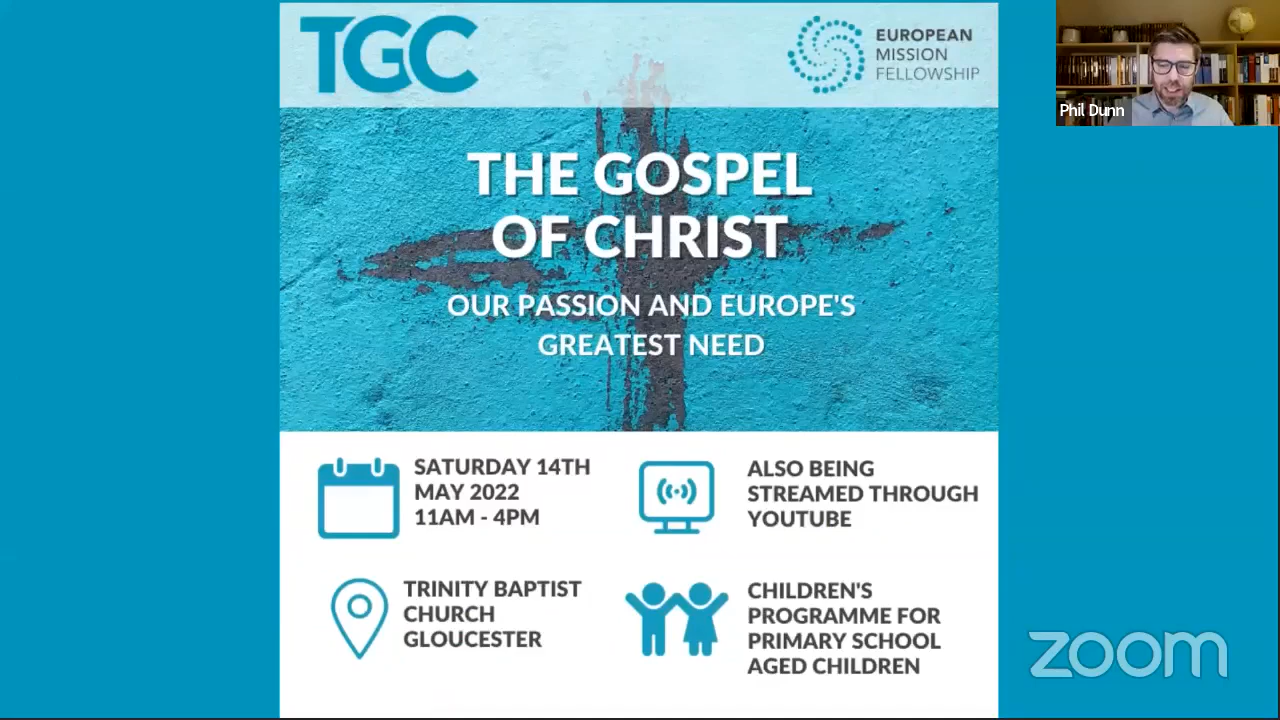 TGC
EUROPEAN
MISSION
FELLOWSHIP
Phil Dunn
THE GOSPEL
OF CHRIST
OUR PASSION AND EUROPE'S
GREATEST NEED
SATURDAY 14TH
MAY 2022
11AM - 4PM
ALSO BEING
STREAMED THROUGH
YOUTUBE
TRINITY BAPTIST
CHURCH
GLOUCESTER
CHILDREN'S
PROGRAMME FOR
PRIMARY SCHOOL
AGED CHILDREN
zoom